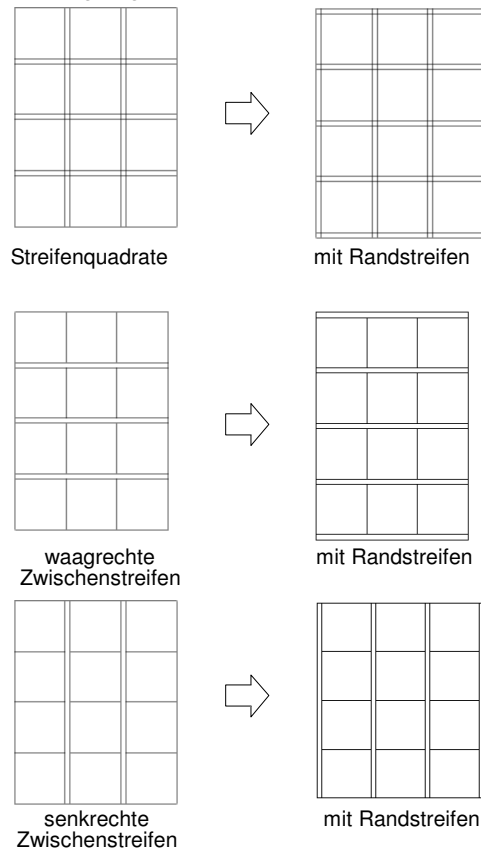 Streifenquadrate
mit Randstreifen
waagrechte
Zwischenstreifen
mit Randstreifen
senkrechte
Zwischenstreifen
mit Randstreifen